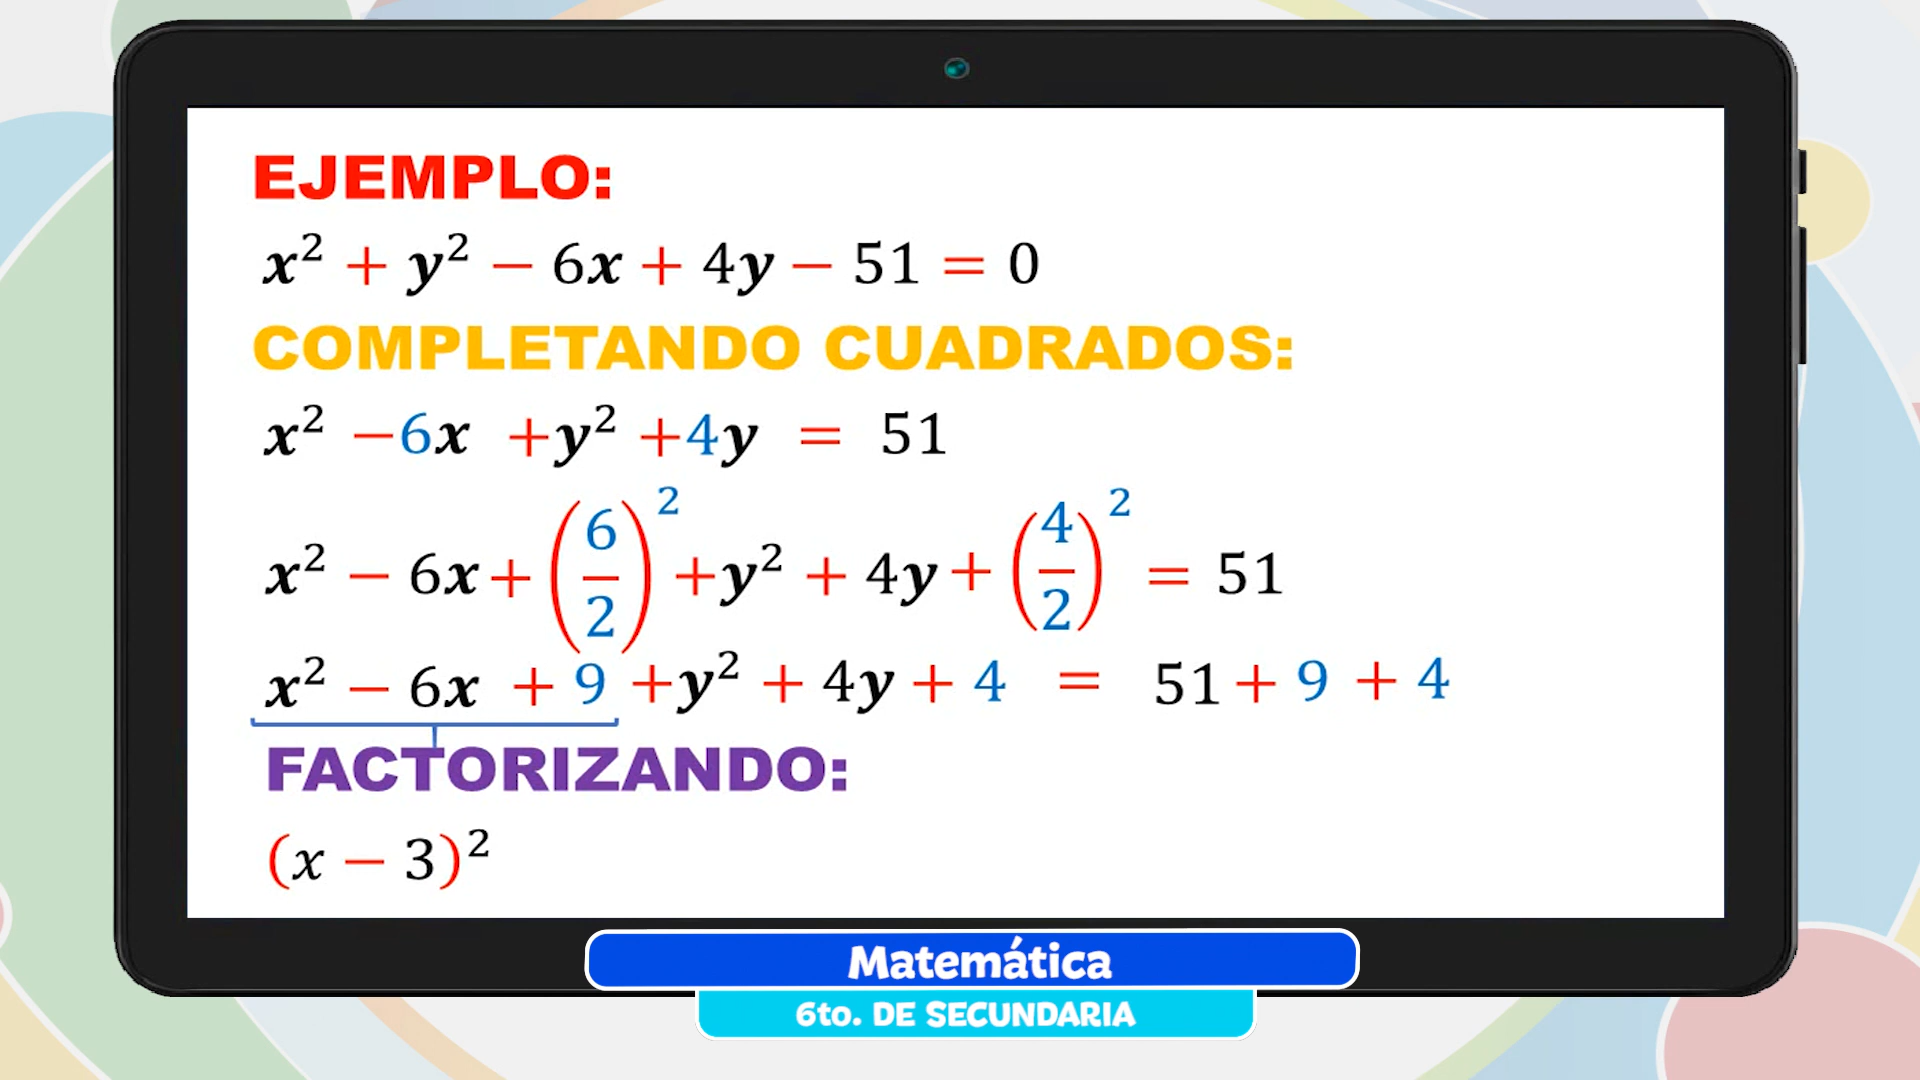 EJEMPLO:
x² + y² − 6x + 4y − 51 = 0
COMPLETANDO CUADRADOS:
x² −6x +y² +4y = 51
x² − 6x + (6/2)² +y² + 4y + (4/2)² = 51
x² − 6x + 9 +y² + 4y + 4 = 51 + 9 + 4
FACTORIZANDO:
(x − 3)²
Matemática
6to. DE SECUNDARIA